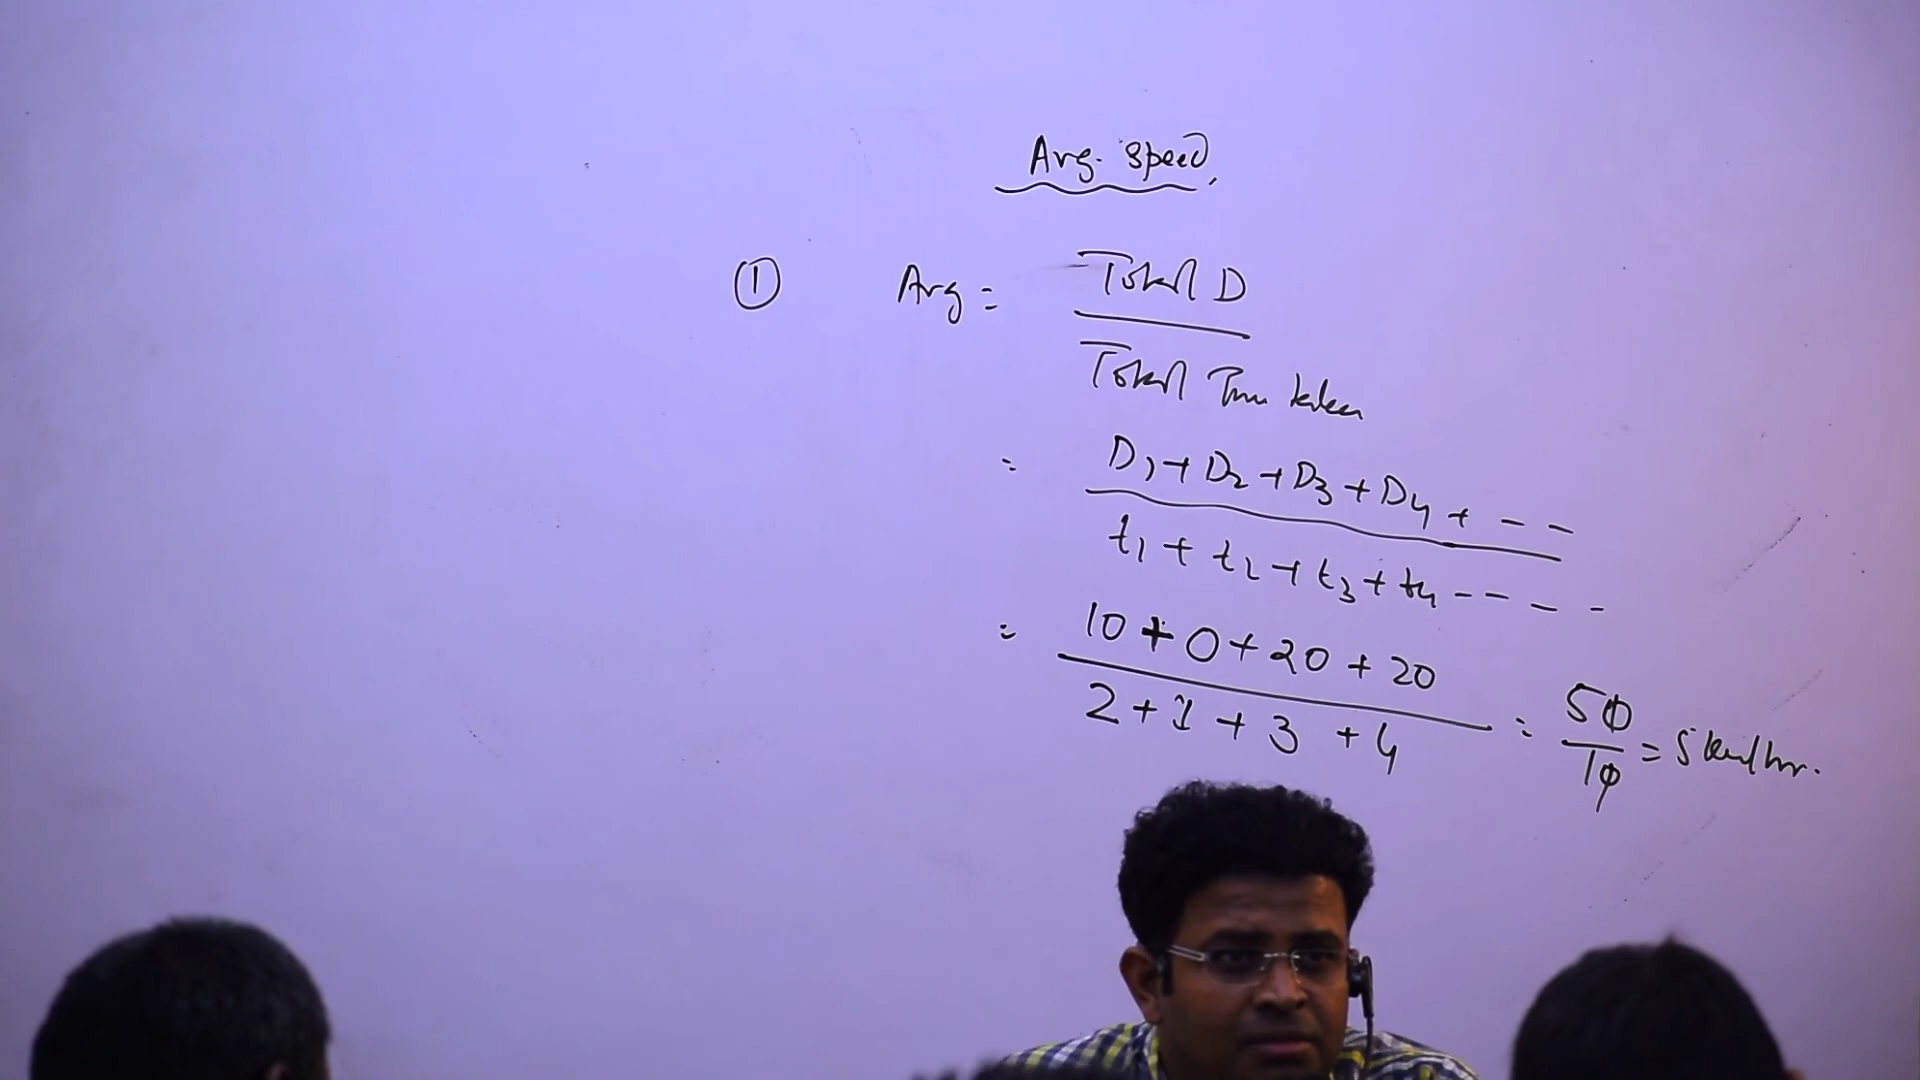 Avg. speed,
① Avg = Total D
Total Time taken
= D1 + D2 + D3 + D4 + - -
t1 + t2 + t3 + t4 - - - -
= 10 + 0 + 20 + 20
2 + 1 + 3 + 4
= 50
10
= 5 km/hr.